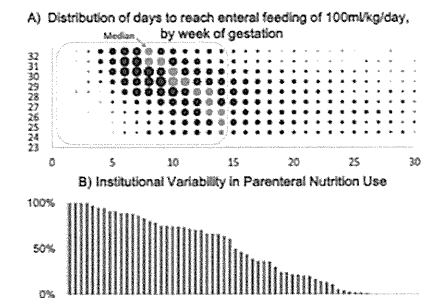 A) Distribution of days to reach enteral feeding of 100ml/kg/day,
by week of gestation
Median
32
31
30
29
28
27
26
25
24
23
0 5 10 15 20 25 30
B) Institutional Variability in Parenteral Nutrition Use
100%
50%
0%